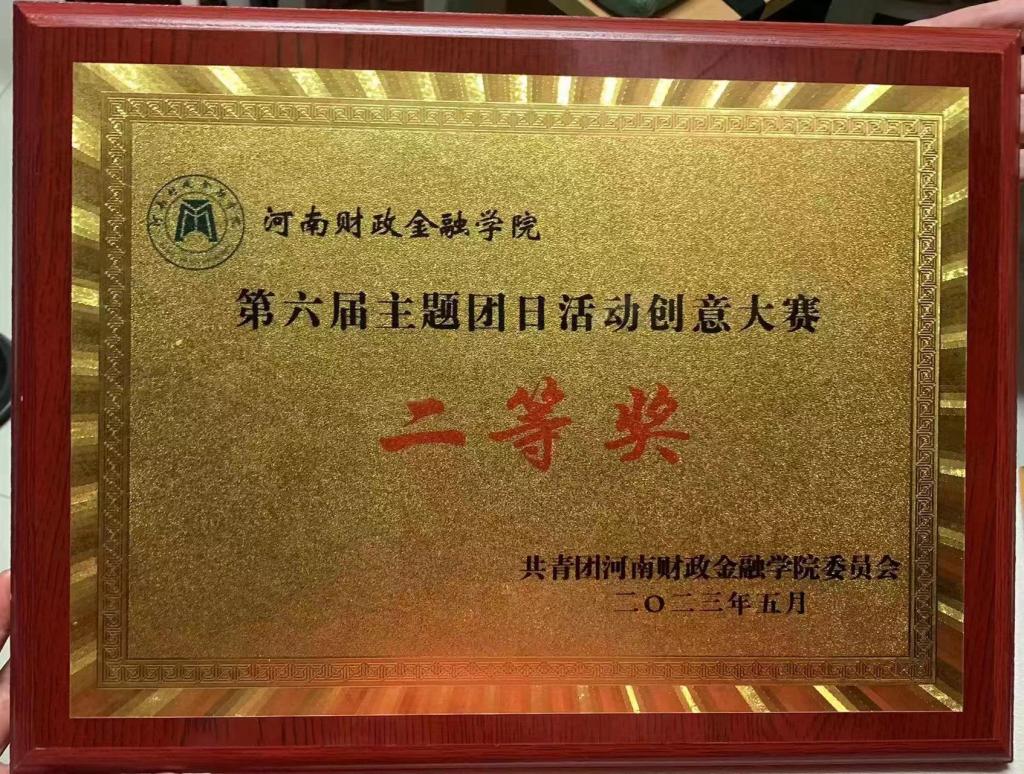 河南财政金融学院
第六届主题团日活动创意大赛
二等奖
共青团河南财政金融学院委员会
二〇二三年五月